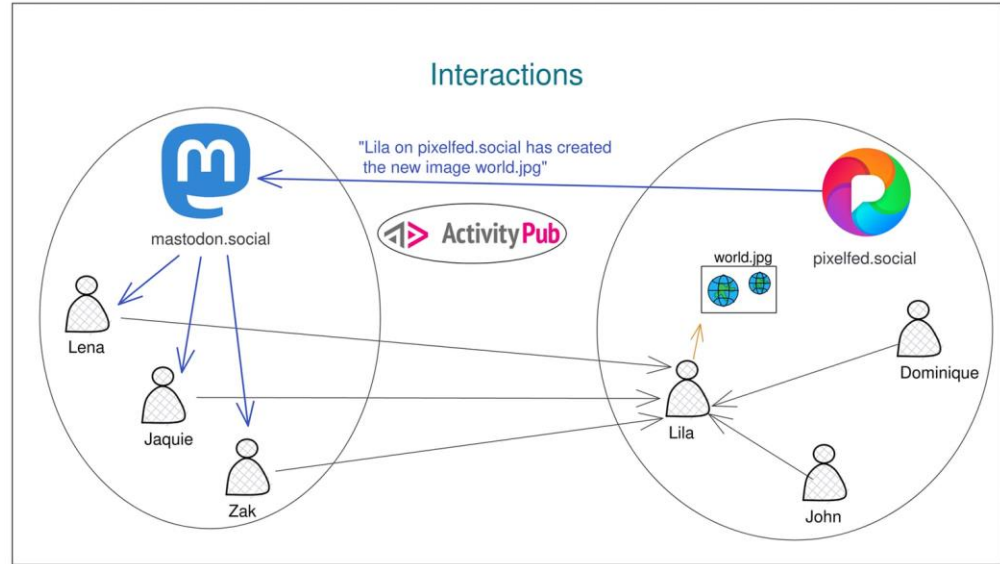 Interactions
"Lila on pixelfed.social has created
the new image world.jpg"
mastodon.social
ActivityPub
world.jpg
pixelfed.social
Lena
Dominique
Jaquie
Lila
Zak
John